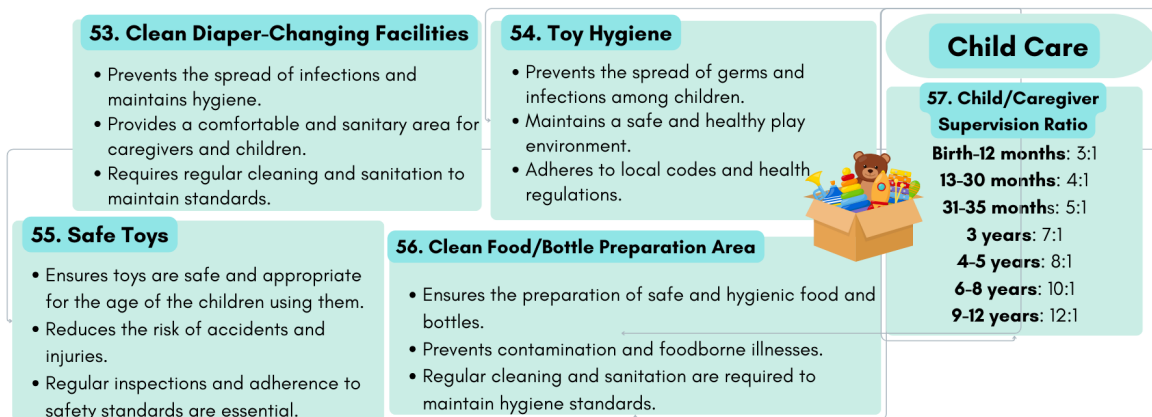 53. Clean Diaper-Changing Facilities
• Prevents the spread of infections and
maintains hygiene.
• Provides a comfortable and sanitary area for
caregivers and children.
• Requires regular cleaning and sanitation to
maintain standards.
54. Toy Hygiene
• Prevents the spread of germs and
infections among children.
• Maintains a safe and healthy play
environment.
• Adheres to local codes and health
regulations.
Child Care
57. Child/Caregiver
Supervision Ratio
Birth-12 months: 3:1
13-30 months: 4:1
31-35 months: 5:1
3 years: 7:1
4-5 years: 8:1
6-8 years: 10:1
9-12 years: 12:1
55. Safe Toys
• Ensures toys are safe and appropriate
for the age of the children using them.
• Reduces the risk of accidents and
injuries.
• Regular inspections and adherence to
safety standards are essential.
56. Clean Food/Bottle Preparation Area
• Ensures the preparation of safe and hygienic food and
bottles.
• Prevents contamination and foodborne illnesses.
• Regular cleaning and sanitation are required to
maintain hygiene standards.